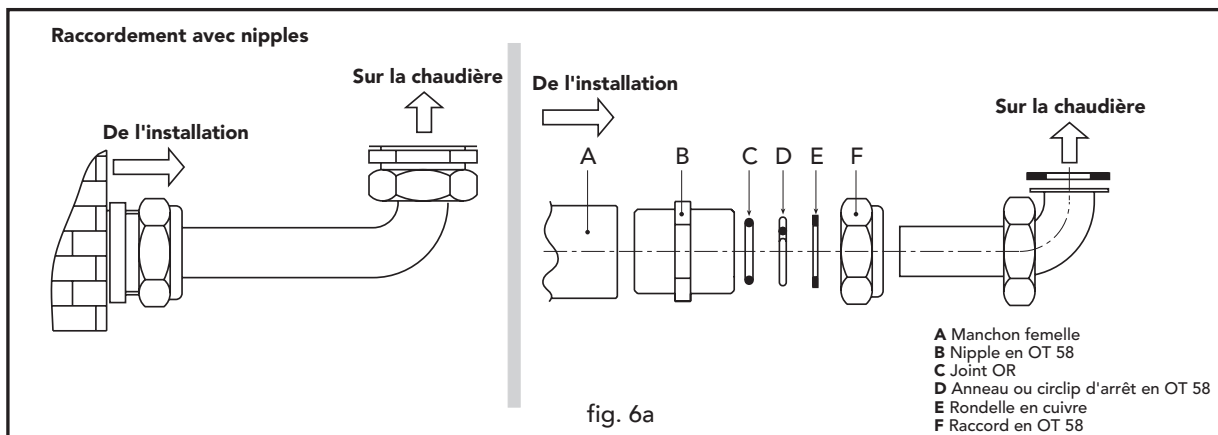 Raccordement avec nipples
Sur la chaudière
De l'installation
De l'installation
Sur la chaudière
A B C D E F
A Manchon femelle
B Nipple en OT 58
C Joint OR
D Anneau ou circlip d'arrêt en OT 58
E Rondelle en cuivre
F Raccord en OT 58
fig. 6a